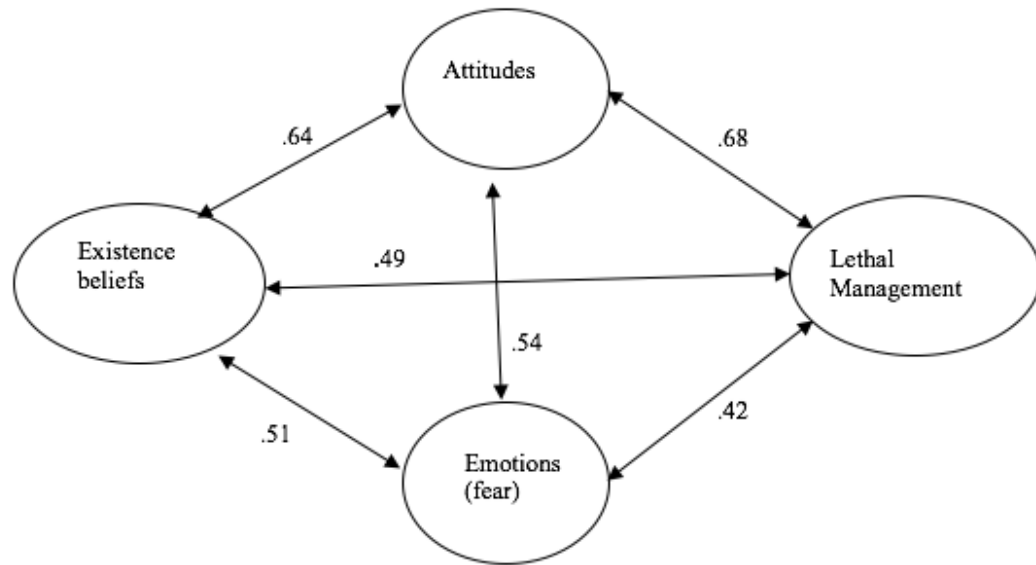 Attitudes
.64
.68
Existence
beliefs
.49
Lethal
Management
.54
.51
.42
Emotions
(fear)